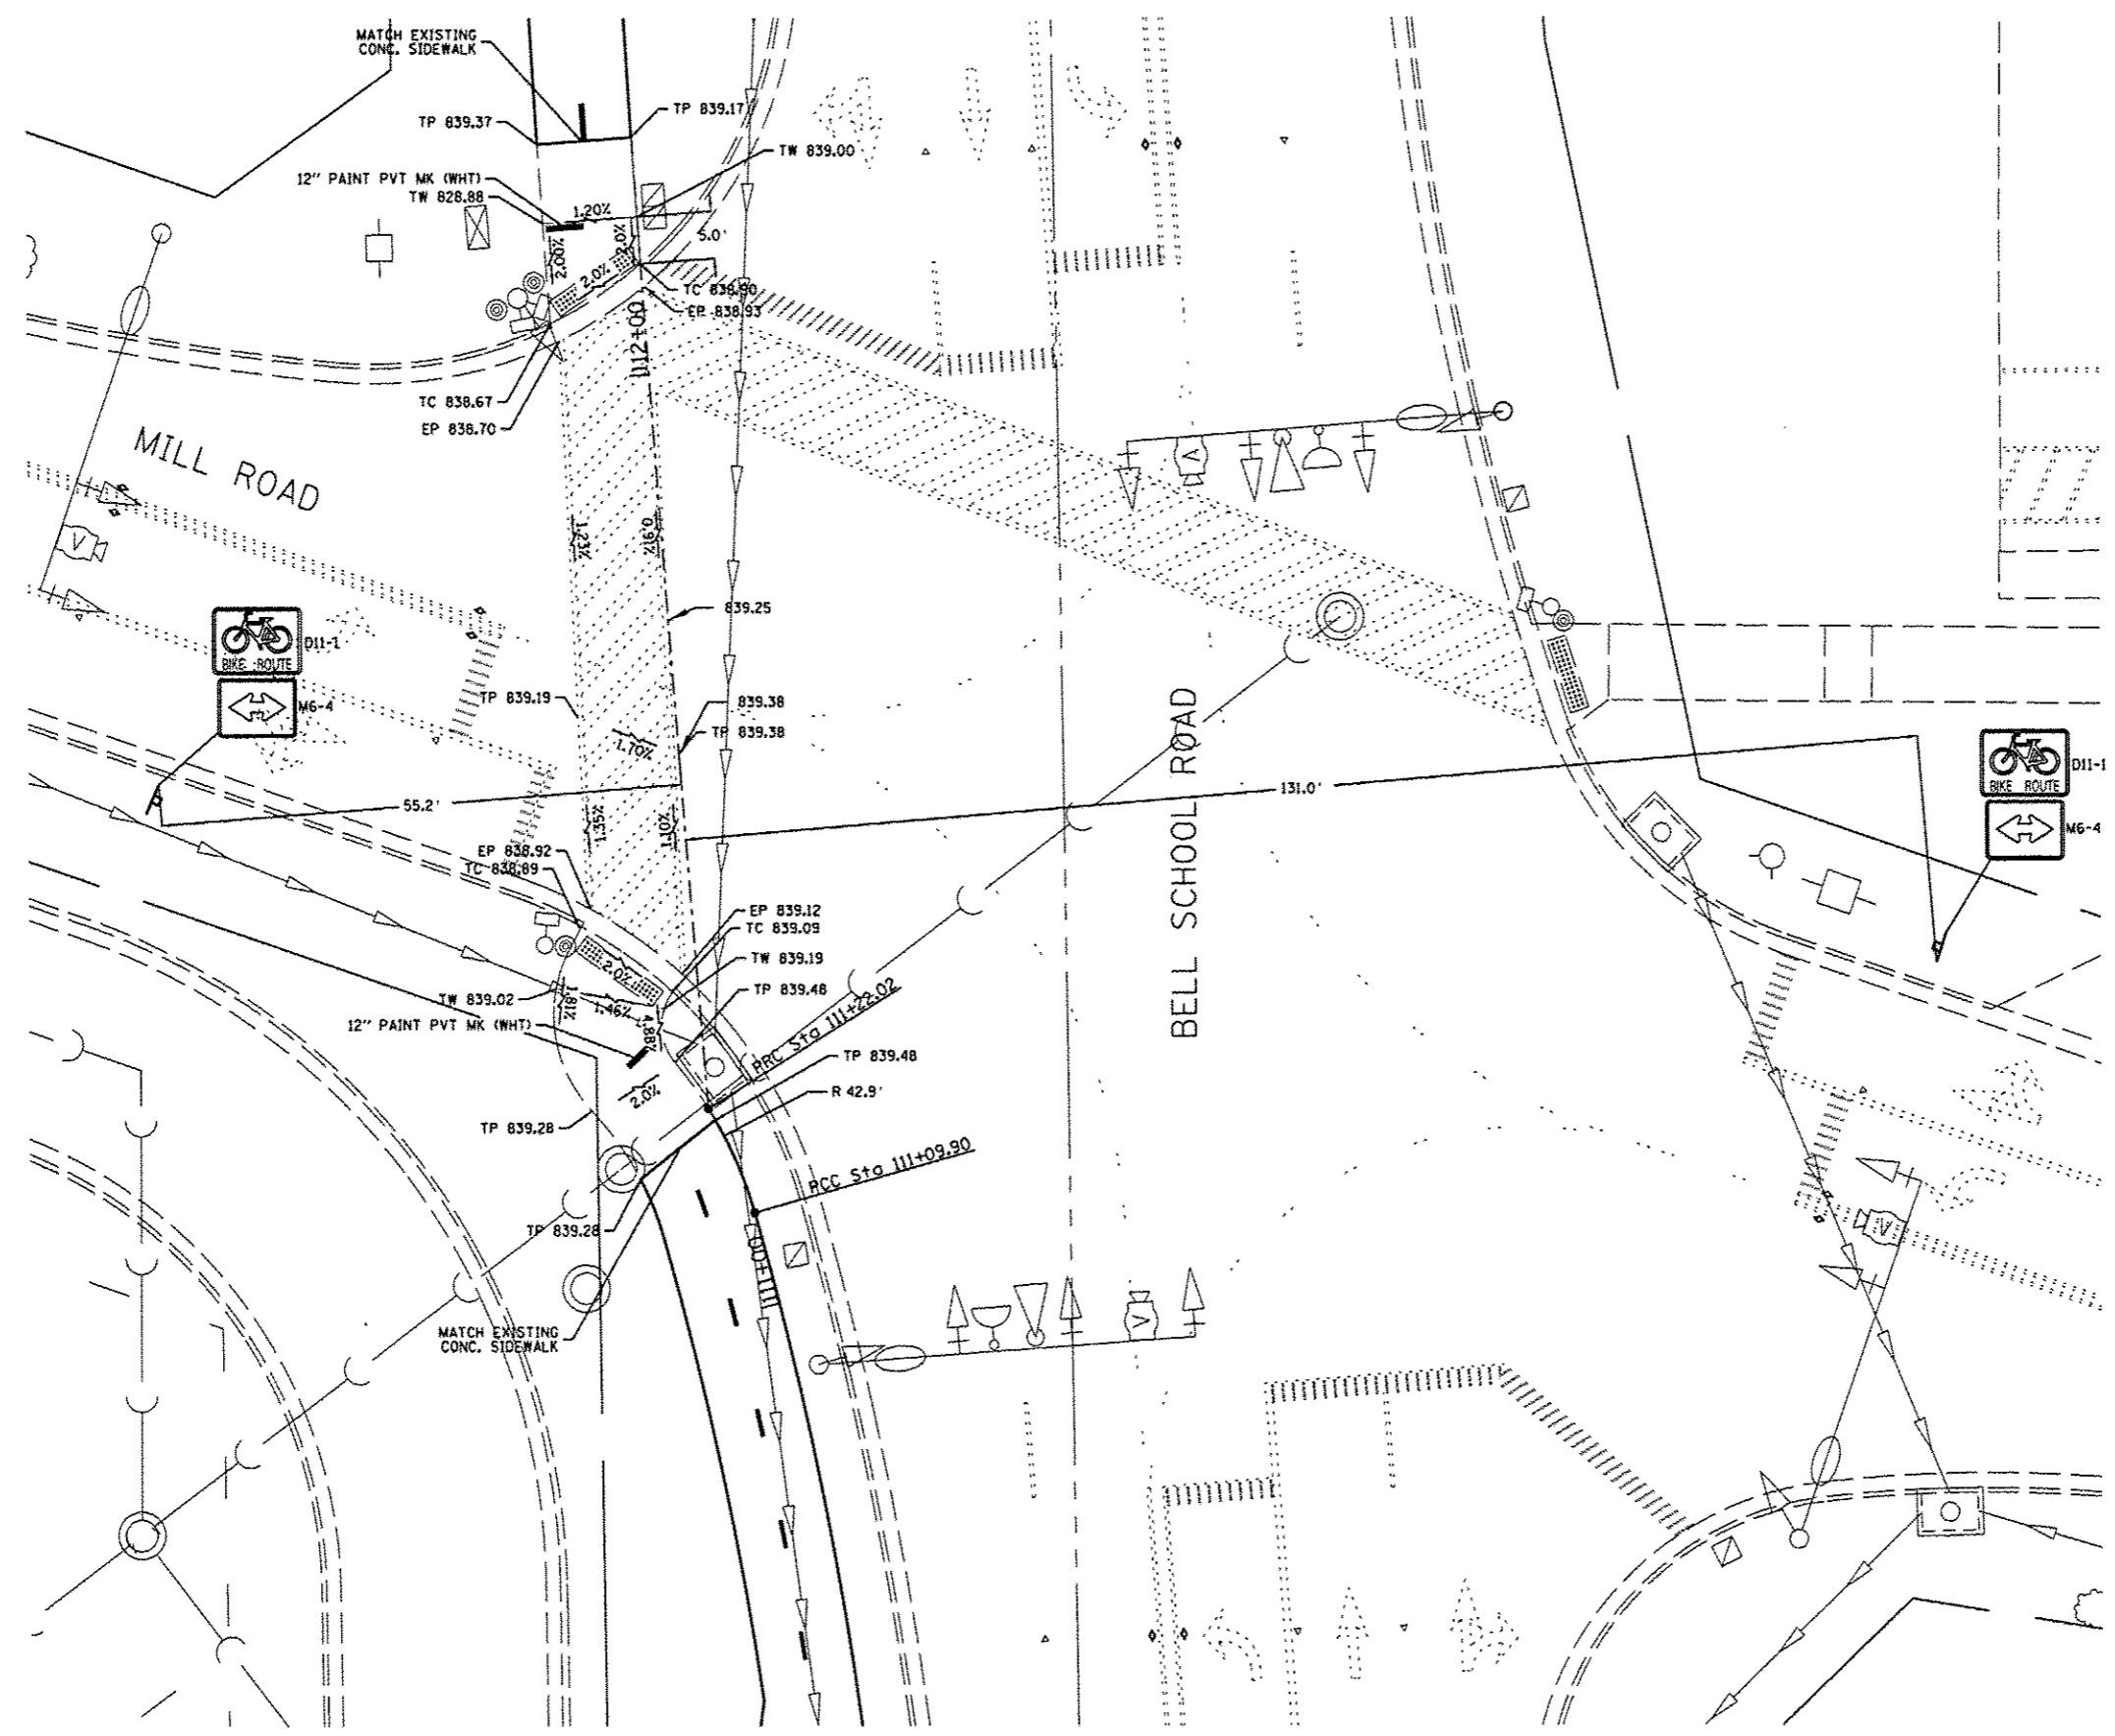 MATCH EXISTING
CONC. SIDEWALK
TP 839.37
TP 839.17
TW 839.00
12" PAINT PVT MK (WHT)
TW 828.88
1.20%
5.0'
2.00%
2.0%
2.0%
TC 838.90
EP 838.93
112+00
TC 838.67
EP 838.70
MILL ROAD
1.23%
0.91%
839.25
BIKE ROUTE
D11-1
M6-4
TP 839.19
839.38
TP 839.38
1.70%
BELL SCHOOL ROAD
BIKE ROUTE
D11-1
M6-4
55.2'
131.0'
1.35%
1.10%
EP 838.92
TC 838.89
EP 839.12
TC 839.09
TW 839.19
2.0%
TP 839.48
TW 839.02
1.81%
1.46%
4.88%
12" PAINT PVT MK (WHT)
PRC Sta 111+22.02
TP 839.48
R 42.9'
2.0%
TP 839.28
PCC Sta 111+09.90
TP 839.28
111+00
MATCH EXISTING
CONC. SIDEWALK
V
V
V
V